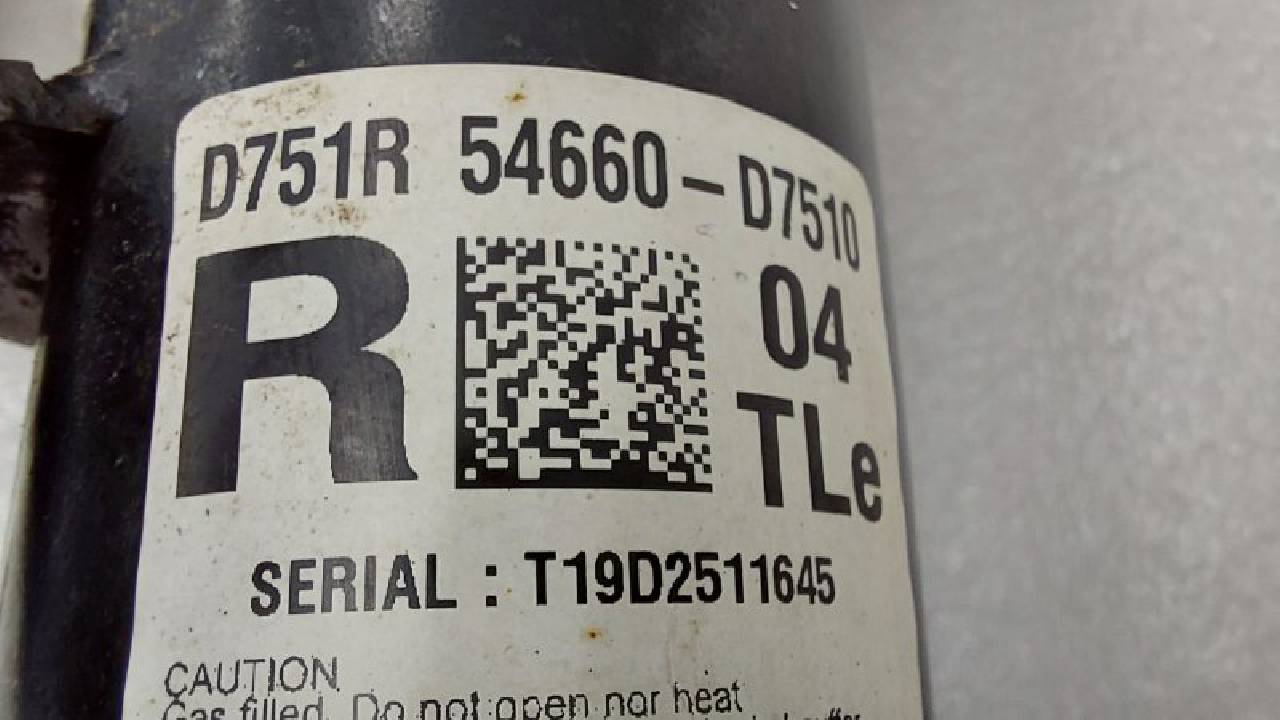 D751R 54660-D7510
R
04
TLe
SERIAL : T19D2511645
CAUTION
Gas filled. Do not open nor heat